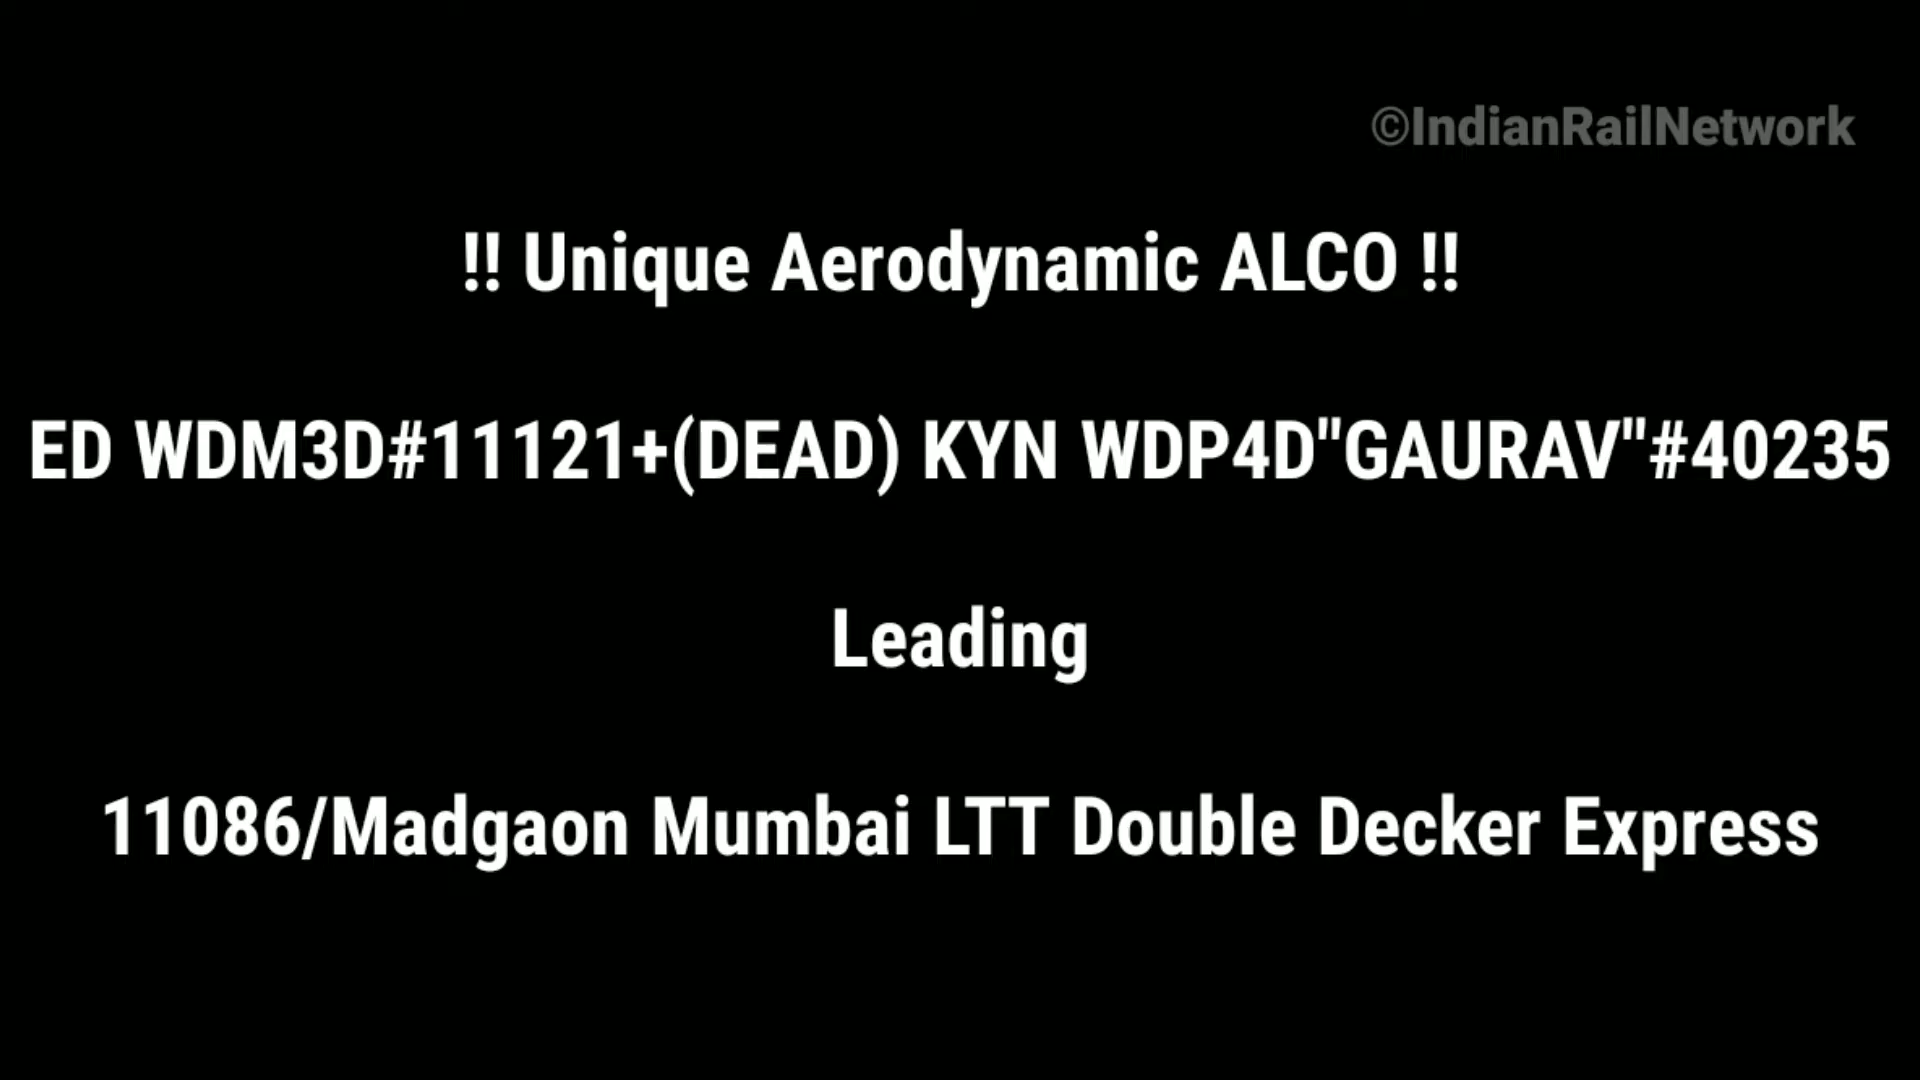 ©IndianRailNetwork
!! Unique Aerodynamic ALCO !!
ED WDM3D#11121+(DEAD) KYN WDP4D"GAURAV"#40235
Leading
11086/Madgaon Mumbai LTT Double Decker Express